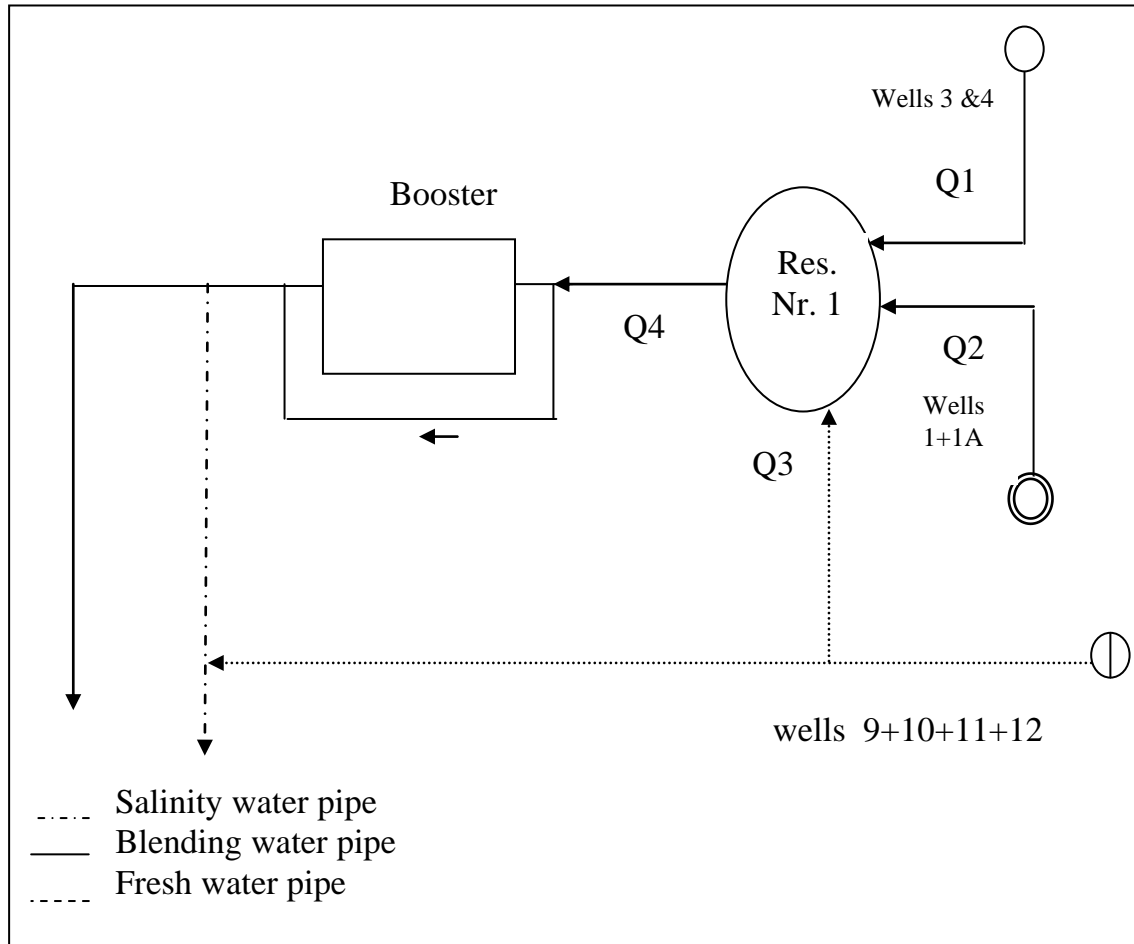 Wells 3 &4
Q1
Booster
Res.
Nr. 1
Q4
Q2
Wells
1+1A
Q3
wells 9+10+11+12
Salinity water pipe
Blending water pipe
Fresh water pipe